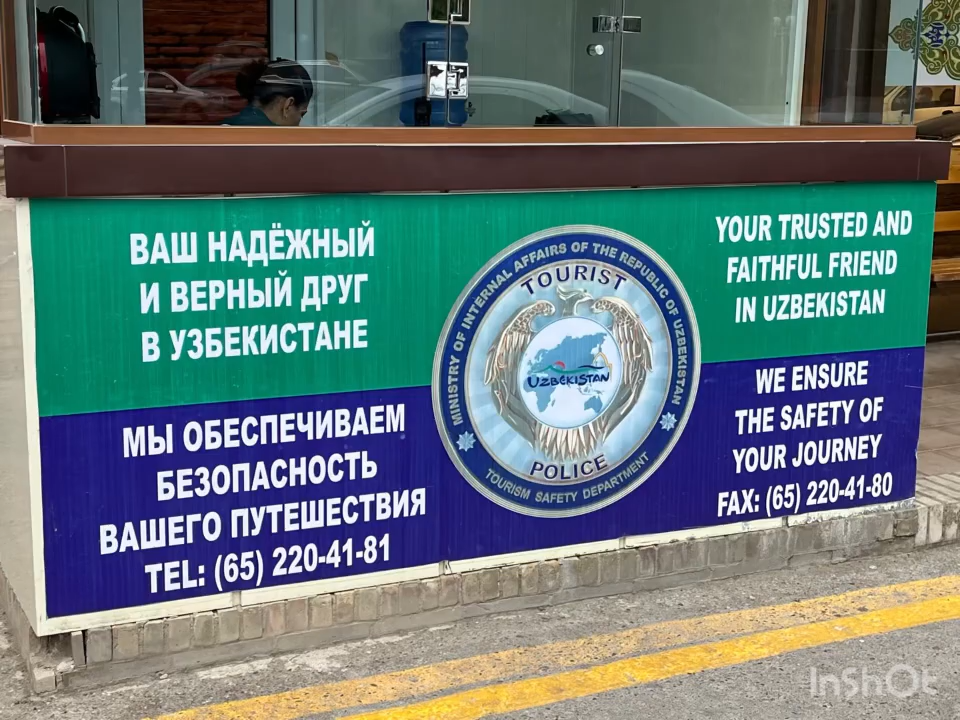 ВАШ НАДЁЖНЫЙ
И ВЕРНЫЙ ДРУГ
В УЗБЕКИСТАНЕ
МЫ ОБЕСПЕЧИВАЕМ
БЕЗОПАСНОСТЬ
ВАШЕГО ПУТЕШЕСТВИЯ
TEL: (65) 220-41-81
MINISTRY OF INTERNAL AFFAIRS OF THE REPUBLIC OF UZBEKISTAN
TOURIST
UZBEKISTAN
POLICE
TOURISM SAFETY DEPARTMENT
YOUR TRUSTED AND
FAITHFUL FRIEND
IN UZBEKISTAN
WE ENSURE
THE SAFETY OF
YOUR JOURNEY
FAX: (65) 220-41-80
InShOt